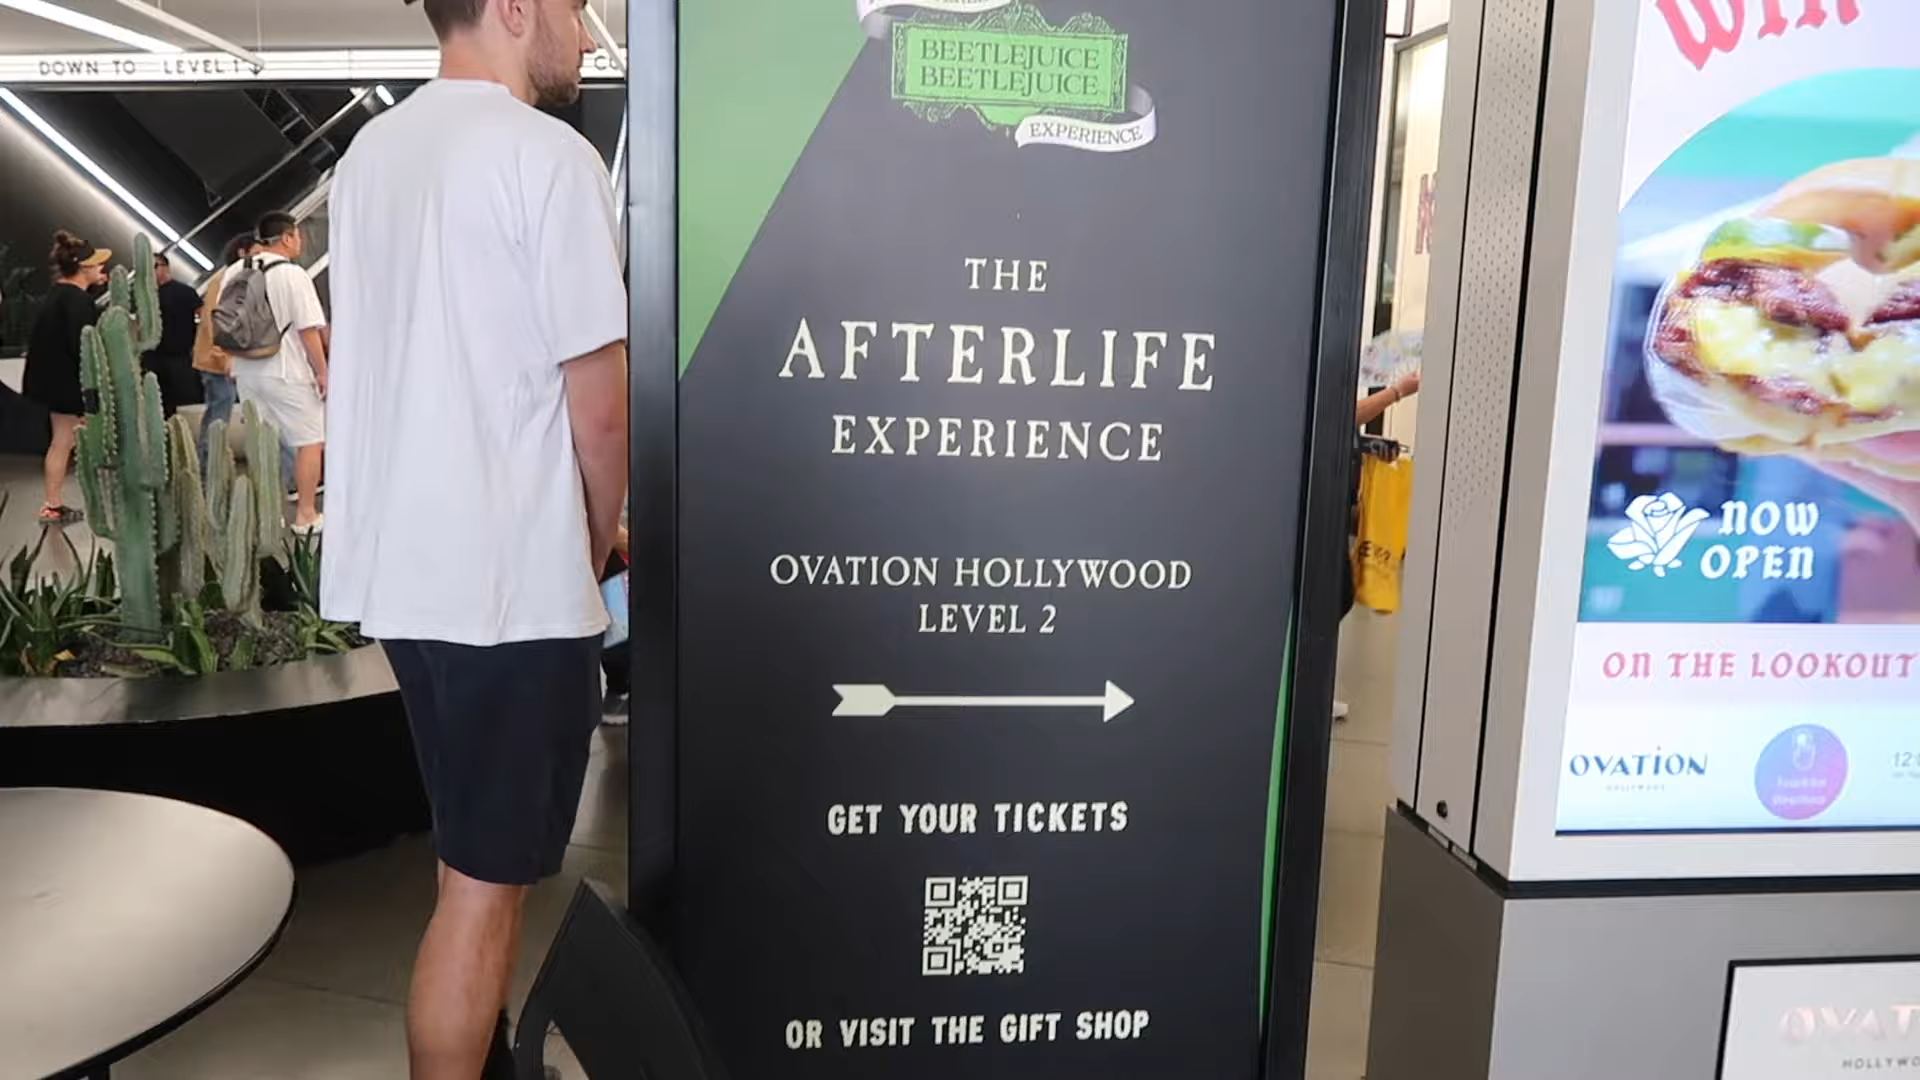 DOWN TO LEVEL 1
BEETLEJUICE
BEETLEJUICE
EXPERIENCE
THE
AFTERLIFE
EXPERIENCE
OVATION HOLLYWOOD
LEVEL 2
GET YOUR TICKETS
OR VISIT THE GIFT SHOP
NOW
OPEN
ON THE LOOKOUT
OVATION
HOLLYWOOD